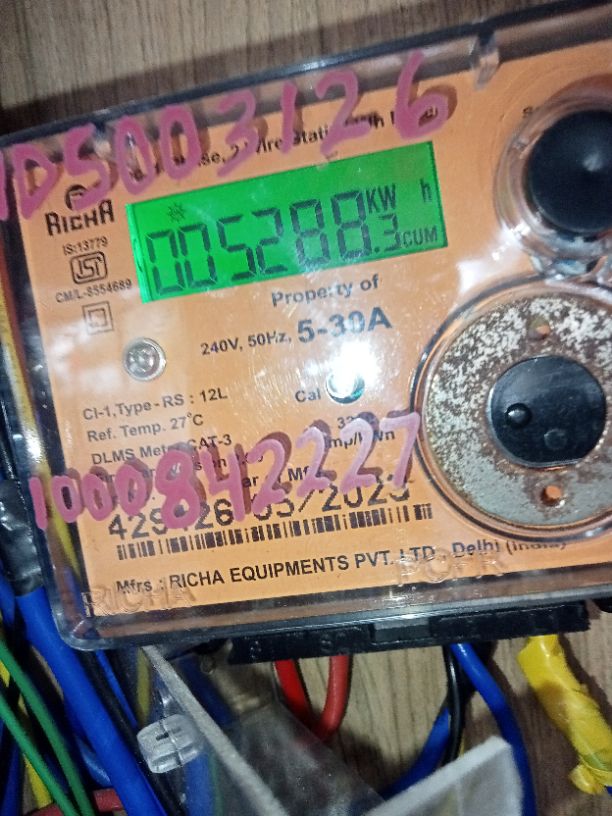 DS003126
RICHA
IS:13779
CM/L-8554689
KW h
005288.3 CUM
Property of
240V, 50Hz, 5-30A
Cl-1, Type - RS : 12L
Cal
Ref. Temp. 27°C
DLMS CAT-3
1000842227
Mfrs.: RICHA EQUIPMENTS PVT. LTD., Delhi (India)
RICHA